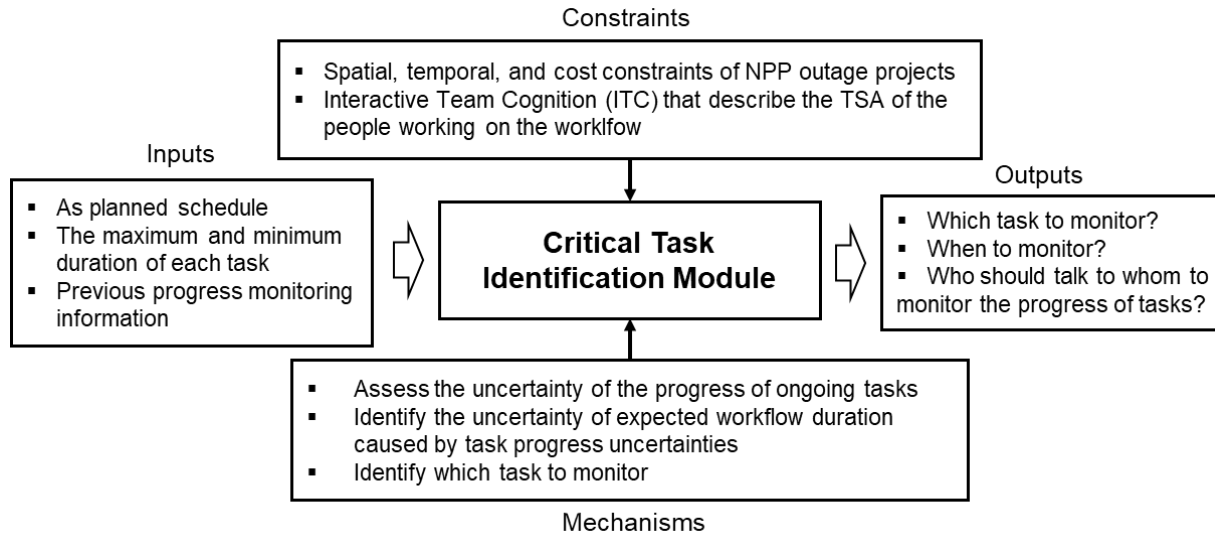 Constraints
▪ Spatial, temporal, and cost constraints of NPP outage projects
▪ Interactive Team Cognition (ITC) that describe the TSA of the
people working on the worklfow
Inputs
▪ As planned schedule
▪ The maximum and minimum
duration of each task
▪ Previous progress monitoring
information
Critical Task
Identification Module
Outputs
▪ Which task to monitor?
▪ When to monitor?
▪ Who should talk to whom to
monitor the progress of tasks?
▪ Assess the uncertainty of the progress of ongoing tasks
▪ Identify the uncertainty of expected workflow duration
caused by task progress uncertainties
▪ Identify which task to monitor
Mechanisms